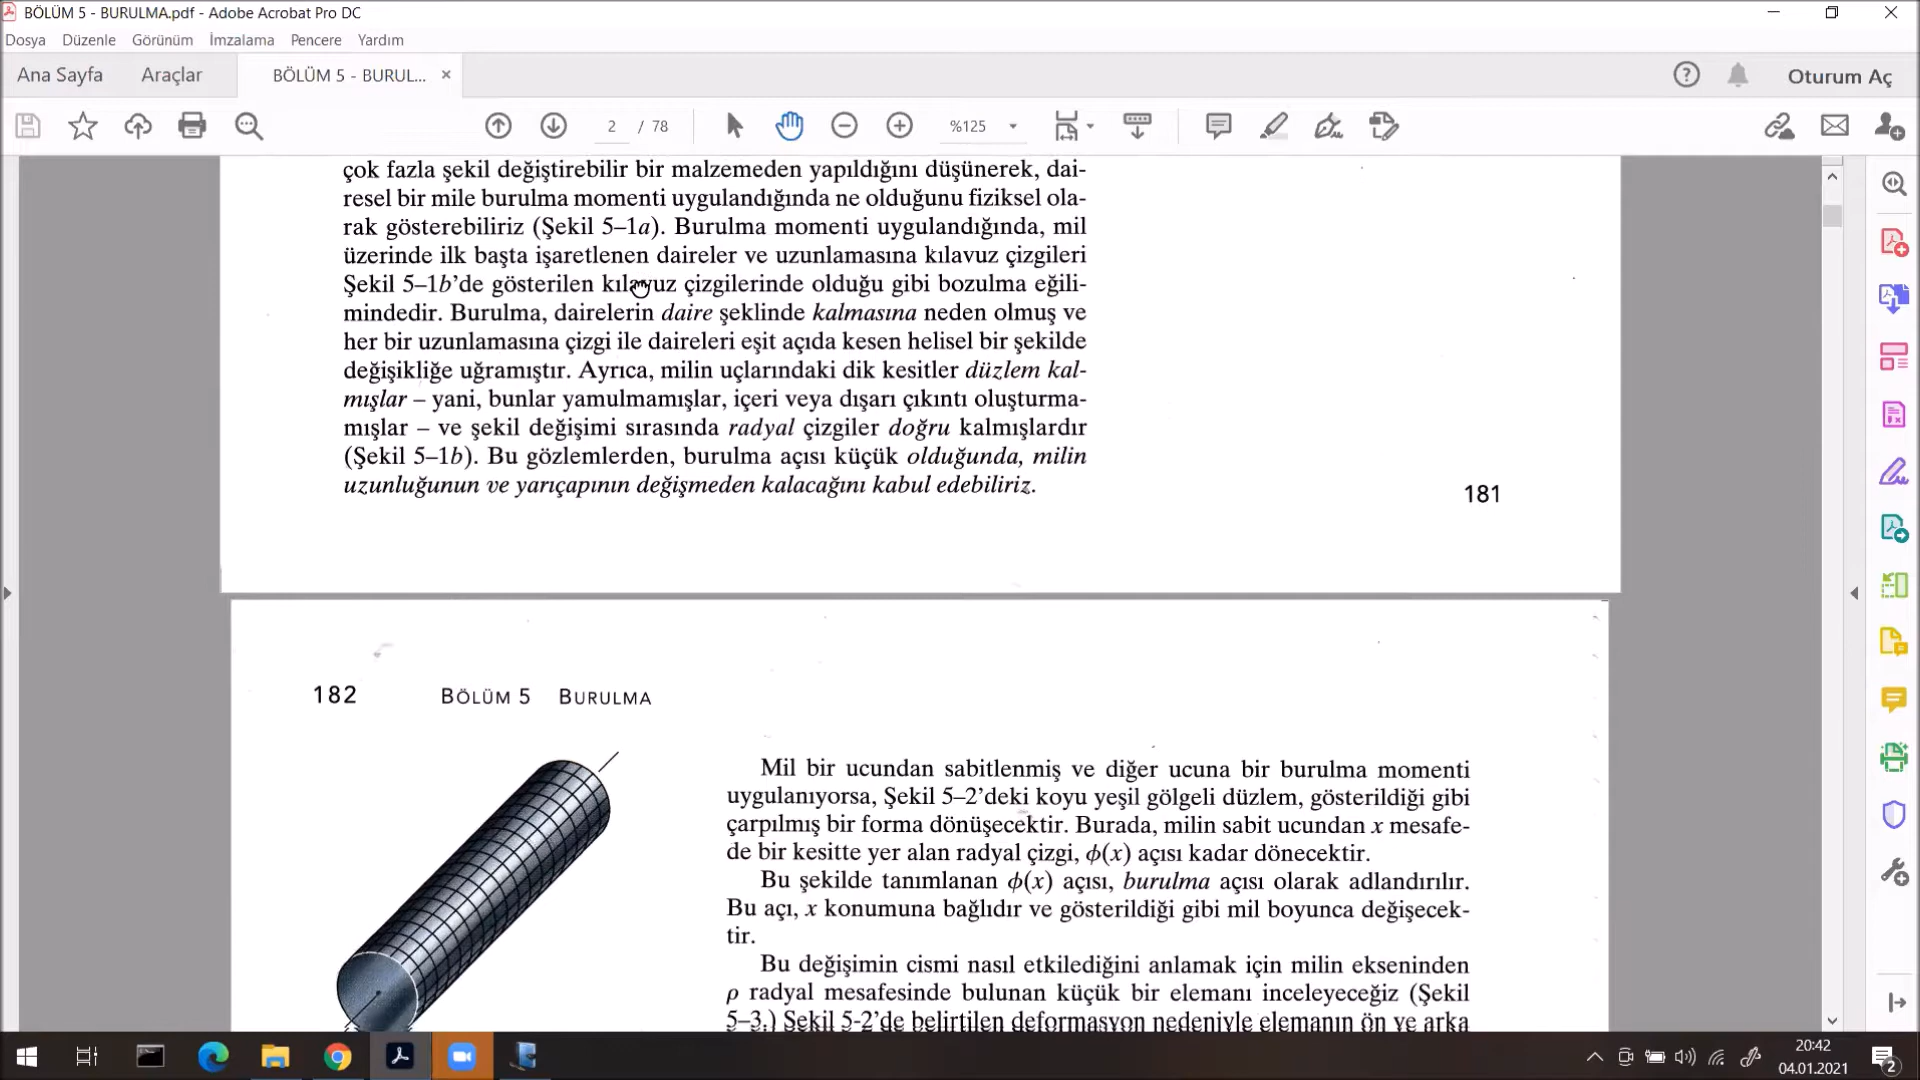 BÖLÜM 5 - BURULMA.pdf - Adobe Acrobat Pro DC
Dosya Düzenle Görünüm İmzalama Pencere Yardım
Ana Sayfa Araçlar BÖLÜM 5 - BURUL... × Oturum Aç
2 / 78 %125
çok fazla şekil değiştirebilir bir malzemeden yapıldığını düşünerek, dai-
resel bir mile burulma momenti uygulandığında ne olduğunu fiziksel ola-
rak gösterebiliriz (Şekil 5–1a). Burulma momenti uygulandığında, mil
üzerinde ilk başta işaretlenen daireler ve uzunlamasına kılavuz çizgileri
Şekil 5–1b’de gösterilen kılavuz çizgilerinde olduğu gibi bozulma eğili-
mindedir. Burulma, dairelerin daire şeklinde kalmasına neden olmuş ve
her bir uzunlamasına çizgi ile daireleri eşit açıda kesen helisel bir şekilde
değişikliğe uğramıştır. Ayrıca, milin uçlarındaki dik kesitler düzlem kal-
mışlar – yani, bunlar yamulmamışlar, içeri veya dışarı çıkıntı oluşturma-
mışlar – ve şekil değişimi sırasında radyal çizgiler doğru kalmışlardır
(Şekil 5–1b). Bu gözlemlerden, burulma açısı küçük olduğunda, milin
uzunluğunun ve yarıçapının değişmeden kalacağını kabul edebiliriz.
181
182 BÖLÜM 5 BURULMA
Mil bir ucundan sabitlenmiş ve diğer ucuna bir burulma momenti
uygulanıyorsa, Şekil 5–2’deki koyu yeşil gölgeli düzlem, gösterildiği gibi
çarpılmış bir forma dönüşecektir. Burada, milin sabit ucundan x mesafe-
de bir kesitte yer alan radyal çizgi, ϕ(x) açısı kadar dönecektir.
Bu şekilde tanımlanan ϕ(x) açısı, burulma açısı olarak adlandırılır.
Bu açı, x konumuna bağlıdır ve gösterildiği gibi mil boyunca değişecek-
tir.
Bu değişimin cismi nasıl etkilediğini anlamak için milin ekseninden
ρ radyal mesafesinde bulunan küçük bir elemanı inceleyeceğiz (Şekil
5–3.) Şekil 5-2’de belirtilen deformasyon nedeniyle elemanın ön ve arka
20:42
04.01.2021
2